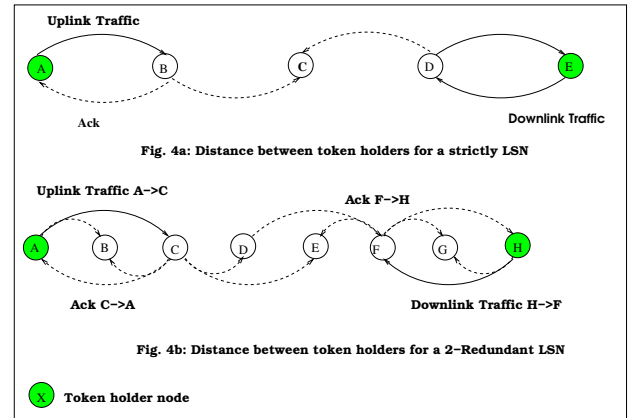 Uplink Traffic
A B C D E
Ack
Downlink Traffic
Fig. 4a: Distance between token holders for a strictly LSN
Uplink Traffic A->C
Ack F->H
A B C D E F G H
Ack C->A
Downlink Traffic H->F
Fig. 4b: Distance between token holders for a 2-Redundant LSN
X Token holder node